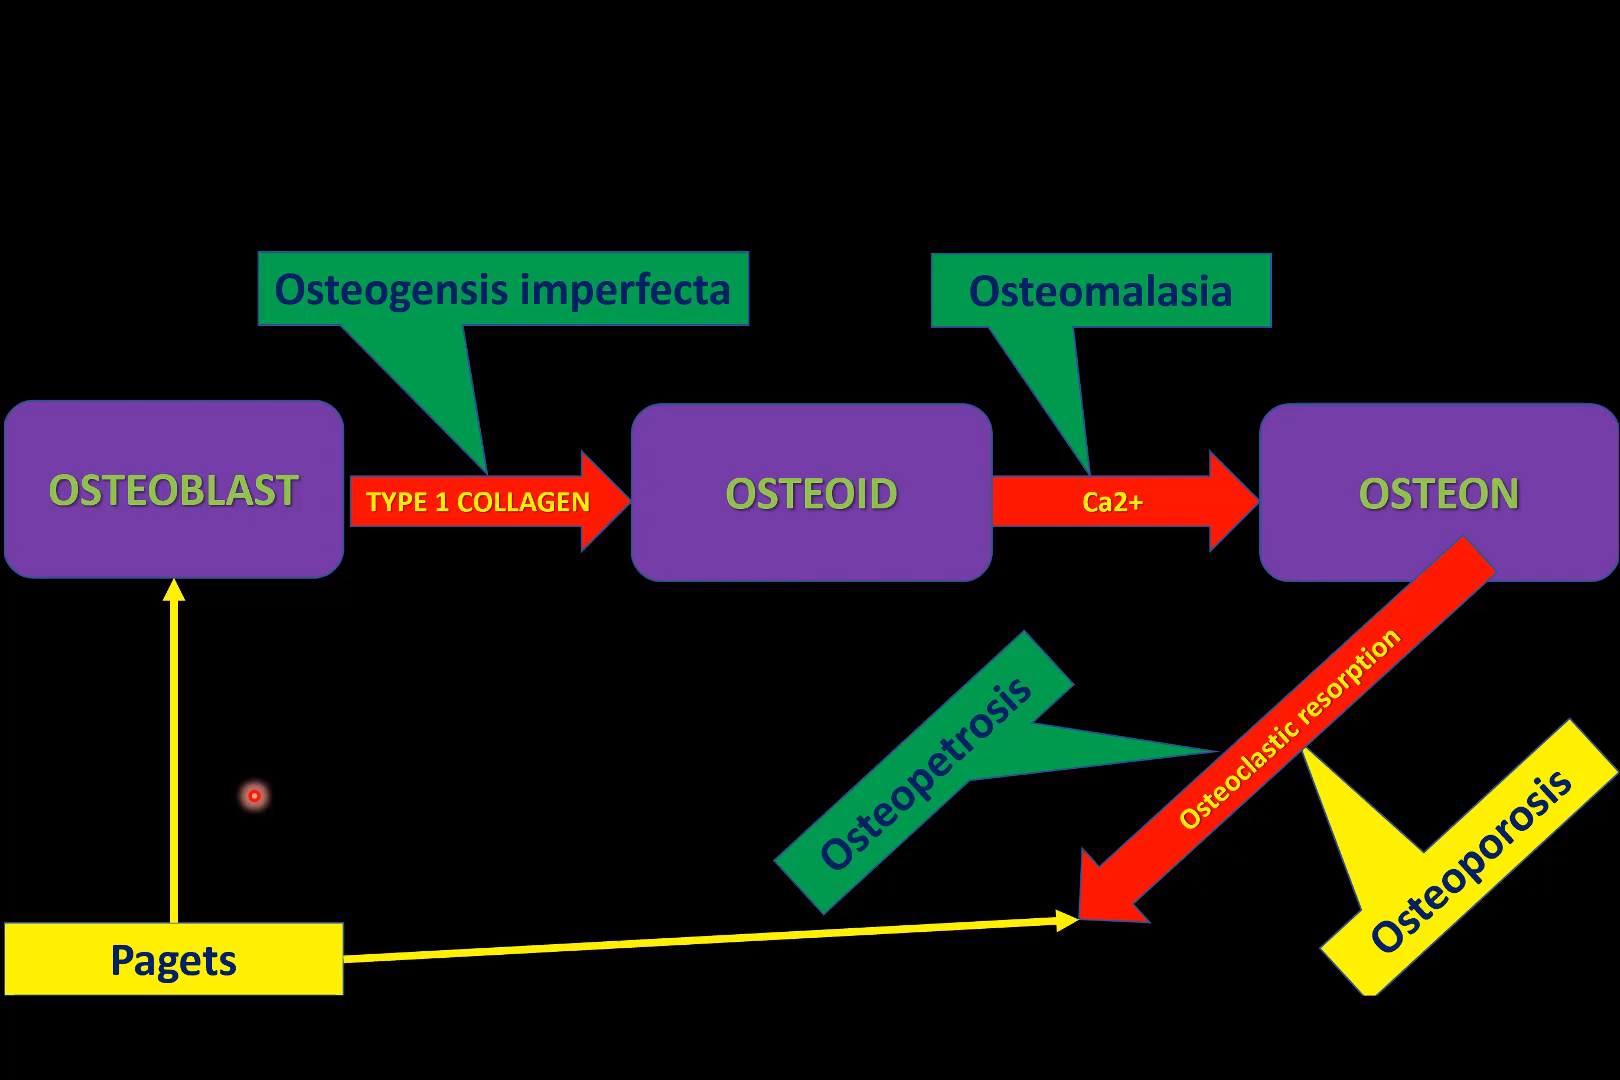 Osteogensis imperfecta
Osteomalasia
OSTEOBLAST
TYPE 1 COLLAGEN
OSTEOID
Ca2+
OSTEON
Osteopetrosis
Osteoclastic resorption
Osteoporosis
Pagets